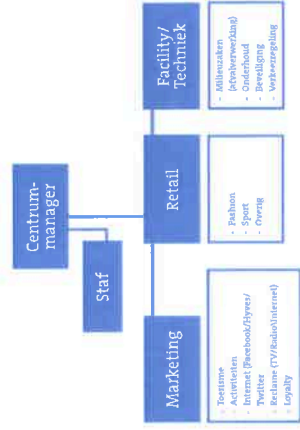 Centrum-
manager
Staf
Marketing
Retail
Facility/
Techniek
- Toerisme
- Activiteiten
- Internet (Facebook/Hyves/
Twitter
- Reclame (TV/Radio\Internet)
- Loyalty
- Fashion
- Sport
- Overig
- Milieuzaken
(afvalverwerking)
- Onderhoud
- Beveiliging
- Verkeersregeling